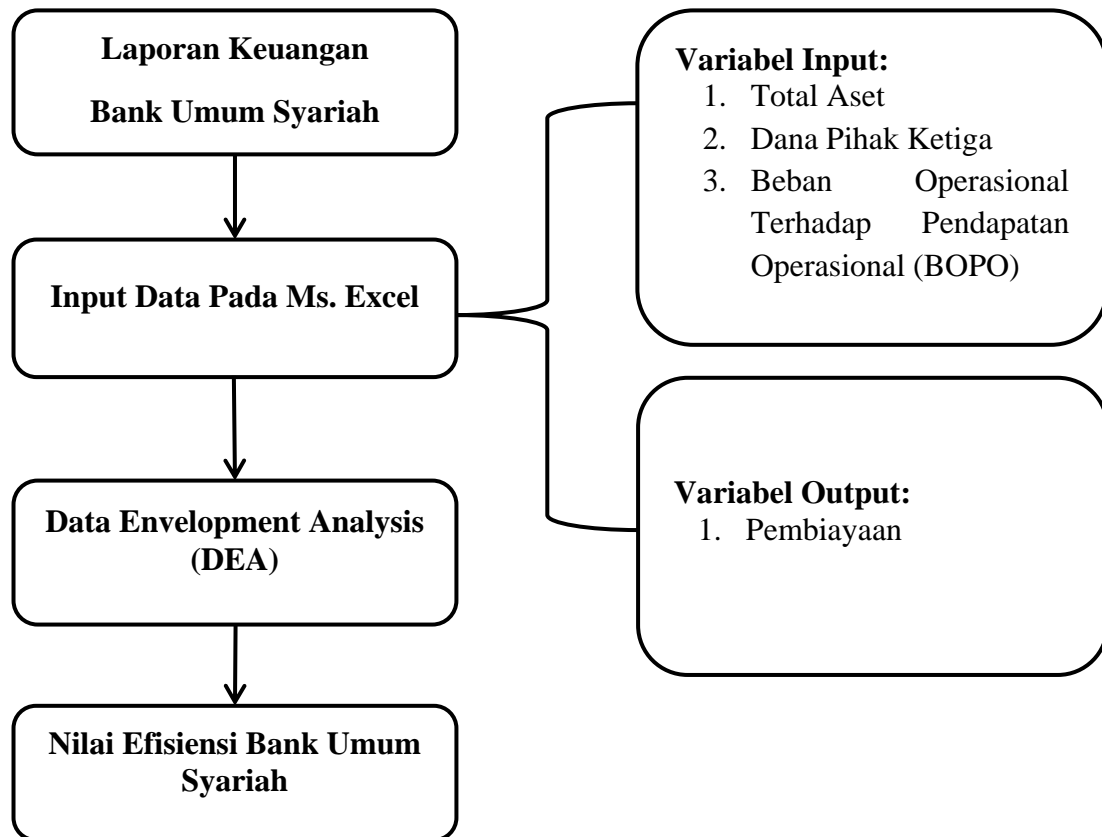 Laporan Keuangan
Bank Umum Syariah
Input Data Pada Ms. Excel
Data Envelopment Analysis
(DEA)
Nilai Efisiensi Bank Umum
Syariah
Variabel Input:
1. Total Aset
2. Dana Pihak Ketiga
3. Beban Operasional
Terhadap Pendapatan
Operasional (BOPO)
Variabel Output:
1. Pembiayaan